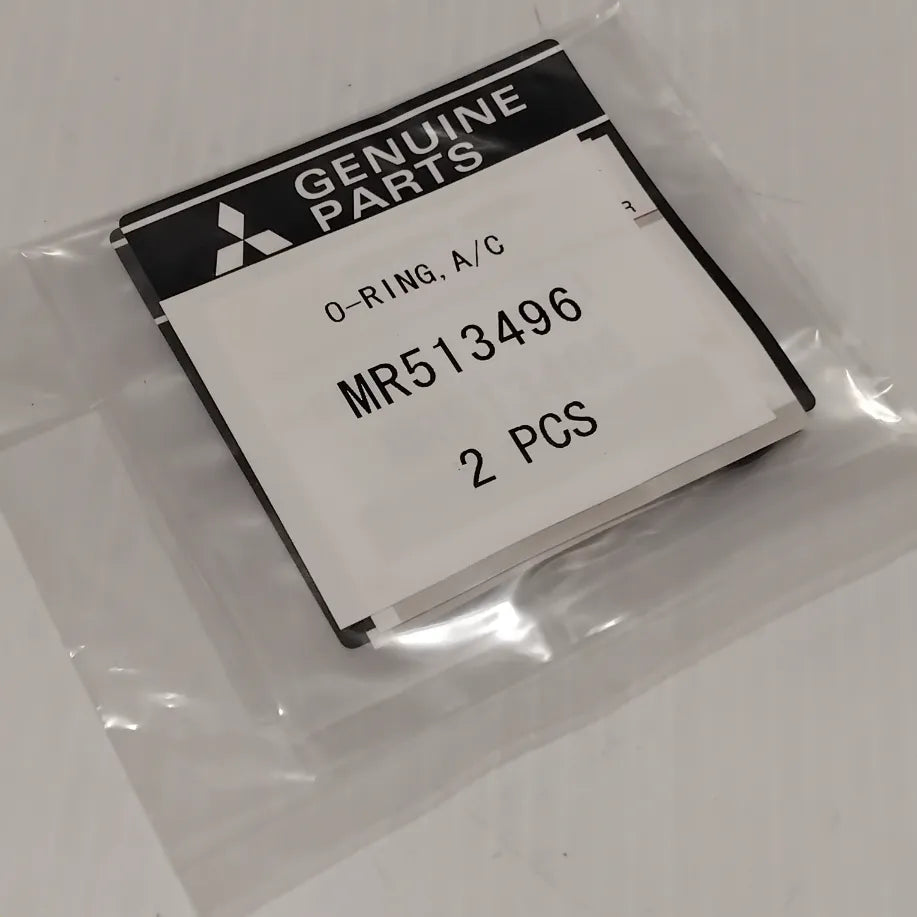 GENUINE
PARTS
O-RING, A/C
MR513496
2 PCS
R